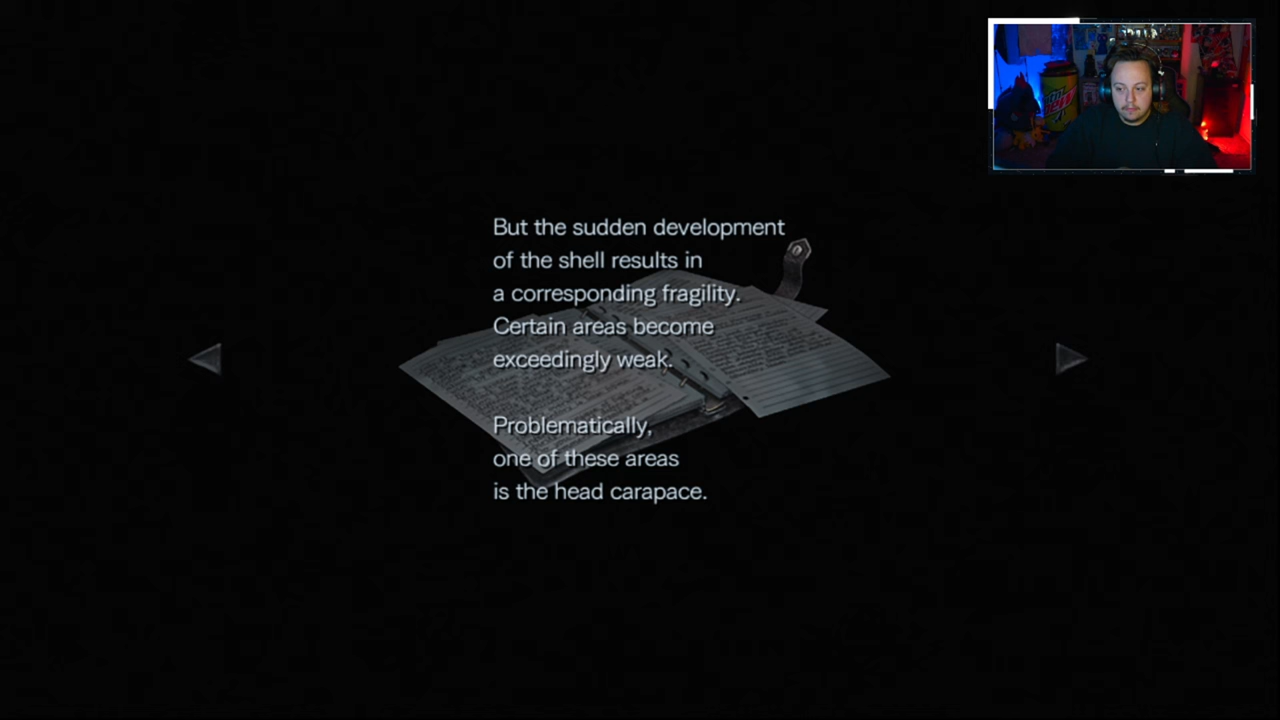 But the sudden development
of the shell results in
a corresponding fragility.
Certain areas become
exceedingly weak.
Problematically,
one of these areas
is the head carapace.